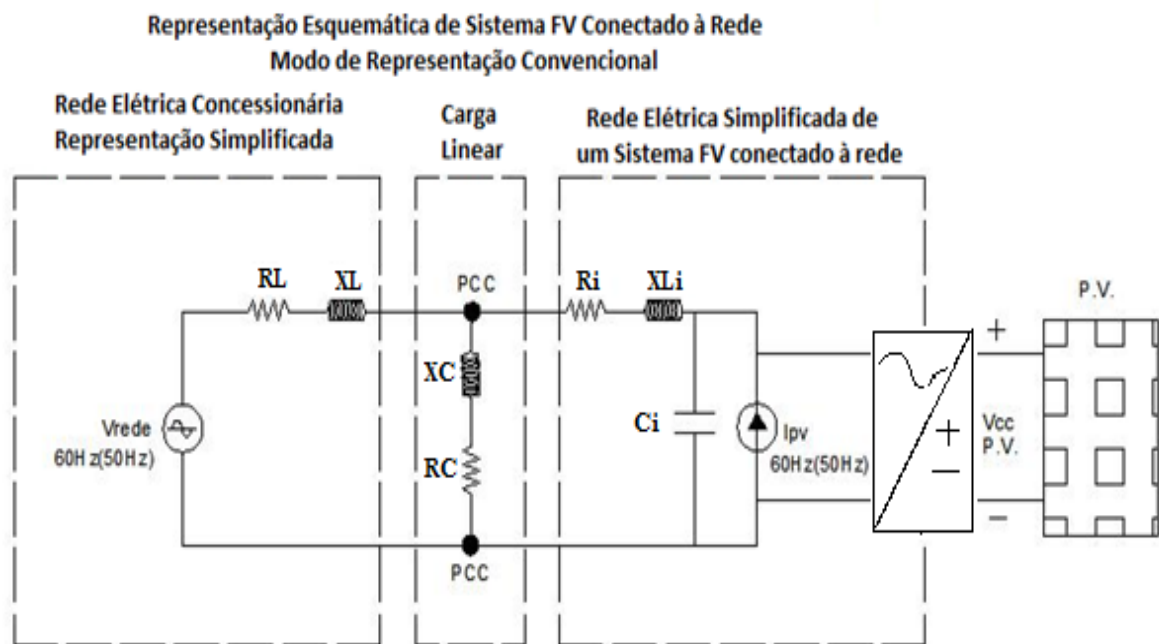 Representação Esquemática de Sistema FV Conectado à Rede
Modo de Representação Convencional
Rede Elétrica Concessionária
Representação Simplificada
Carga
Linear
Rede Elétrica Simplificada de
um Sistema FV conectado à rede
RL
XL
PCC
Ri
XLi
P.V.
XC
+
Vrede
60Hz(50Hz)
RC
Ci
Ipv
60Hz(50Hz)
+
−
Vcc
P.V.
−
PCC